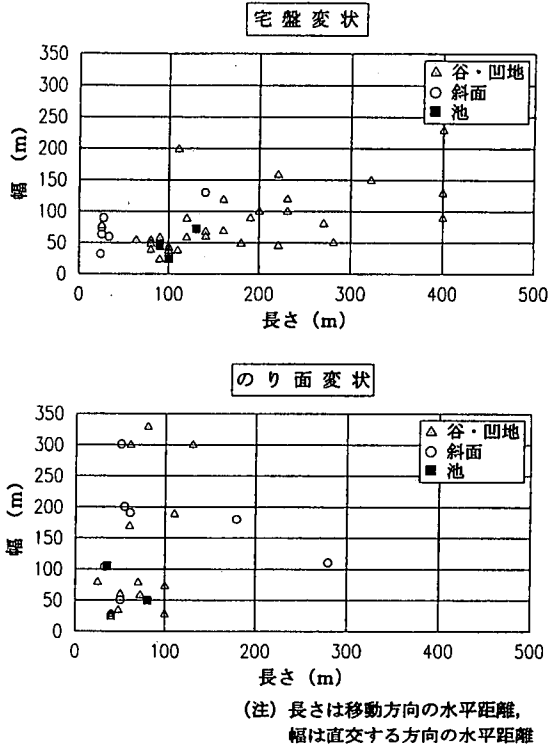 宅盤変状
350
300
250
200
150
100
50
0
幅 (m)
△ 谷・凹地
○ 斜面
■ 池
0 100 200 300 400 500
長さ (m)
のり面変状
350
300
250
200
150
100
50
0
幅 (m)
△ 谷・凹地
○ 斜面
■ 池
0 100 200 300 400 500
長さ (m)
(注) 長さは移動方向の水平距離,
幅は直交する方向の水平距離